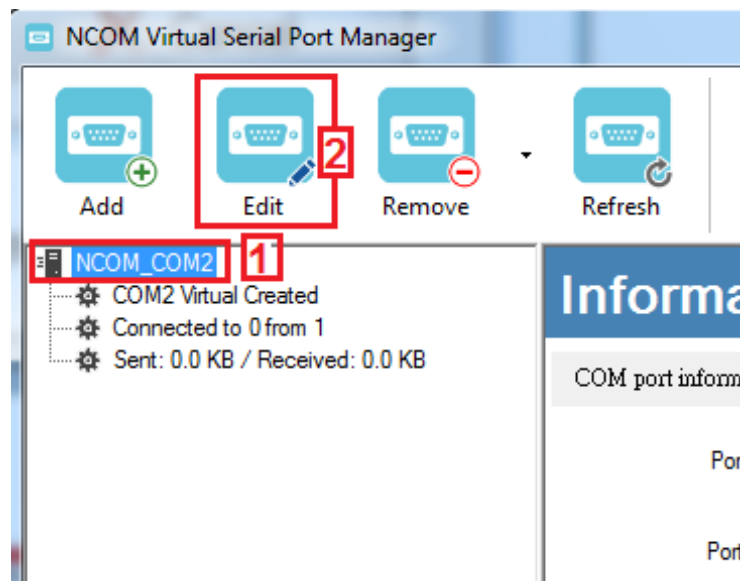 NCOM Virtual Serial Port Manager
2
Add Edit Remove Refresh
NCOM_COM2 1
COM2 Virtual Created
Connected to 0 from 1
Sent: 0.0 KB / Received: 0.0 KB
Informa
COM port inform
Por
Port